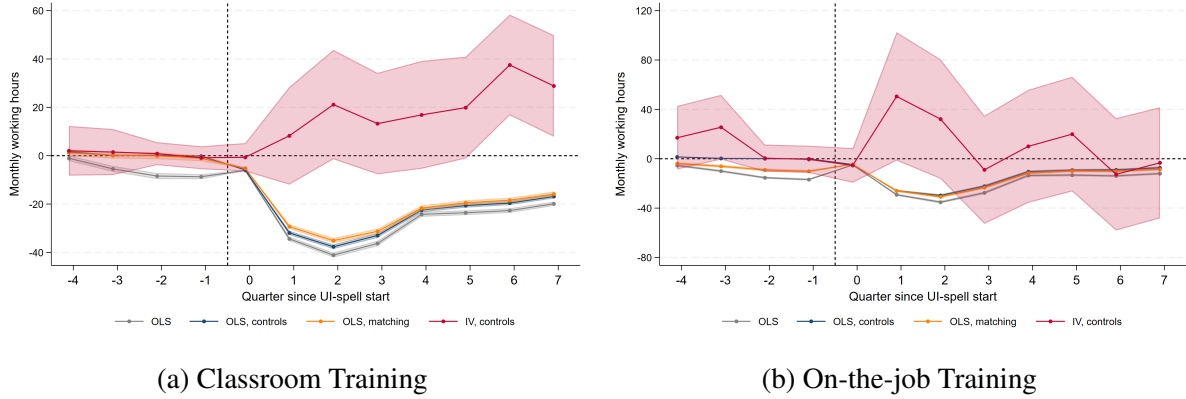 60
40
20
0
-20
-40
Monthly working hours
-4 -3 -2 -1 0 1 2 3 4 5 6 7
Quarter since UI-spell start
OLS OLS, controls OLS, matching IV, controls
(a) Classroom Training
120
80
40
0
-40
-80
Monthly working hours
-4 -3 -2 -1 0 1 2 3 4 5 6 7
Quarter since UI-spell start
OLS OLS, controls OLS, matching IV, controls
(b) On-the-job Training